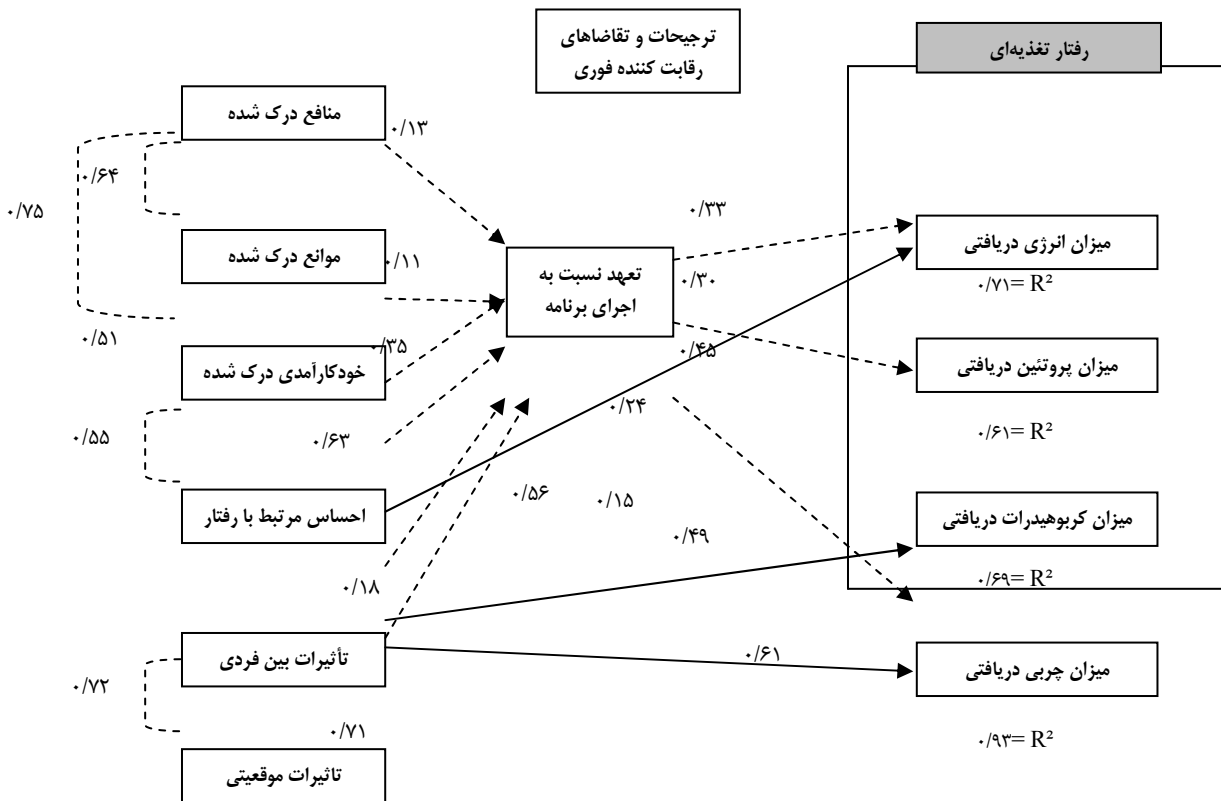 ترجیحات و تقاضاهای
رقابت کننده فوری
رفتار تغذیه‌ای
منافع درک شده
۰/۱۳
۰/۶۴
۰/۷۵
۰/۳۳
موانع درک شده
۰/۱۱
تعهد نسبت به
اجرای برنامه
میزان انرژی دریافتی
۰/۳۰
۰/۷۱= R²
۰/۵۱
۰/۳۵
۰/۴۵
خودکارآمدی درک شده
میزان پروتئین دریافتی
۰/۲۴
۰/۵۵
۰/۶۳
۰/۶۱= R²
۰/۵۶
۰/۱۵
احساس مرتبط با رفتار
میزان کربوهیدرات دریافتی
۰/۴۹
۰/۱۸
۰/۶۹= R²
تأثیرات بین فردی
۰/۶۱
میزان چربی دریافتی
۰/۷۲
۰/۷۱
۰/۹۳= R²
تاثیرات موقعیتی